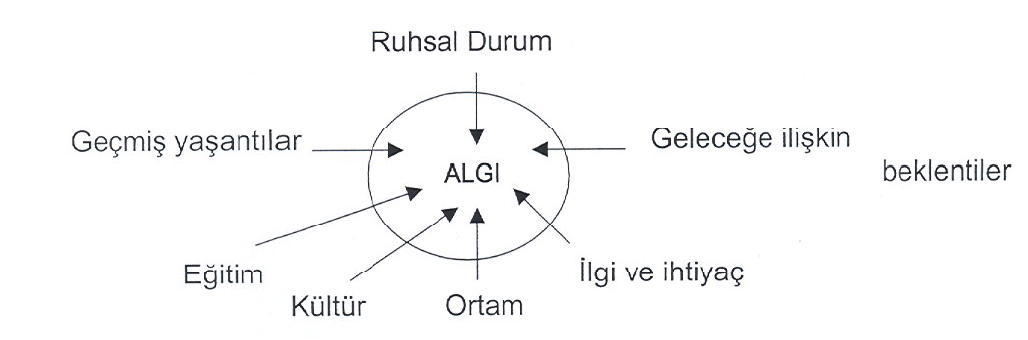 Ruhsal Durum
Geçmiş yaşantılar
Geleceğe ilişkin
beklentiler
ALGI
Eğitim
İlgi ve ihtiyaç
Kültür
Ortam